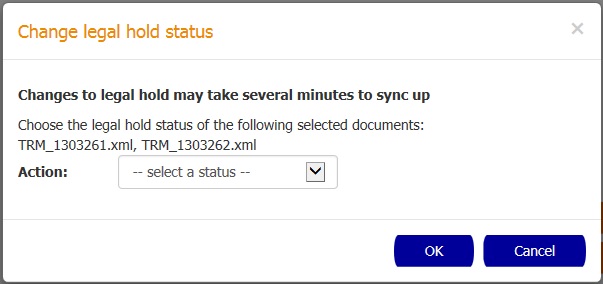 Change legal hold status
×
Changes to legal hold may take several minutes to sync up
Choose the legal hold status of the following selected documents:
TRM_1303261.xml, TRM_1303262.xml
Action: -- select a status --
OK Cancel